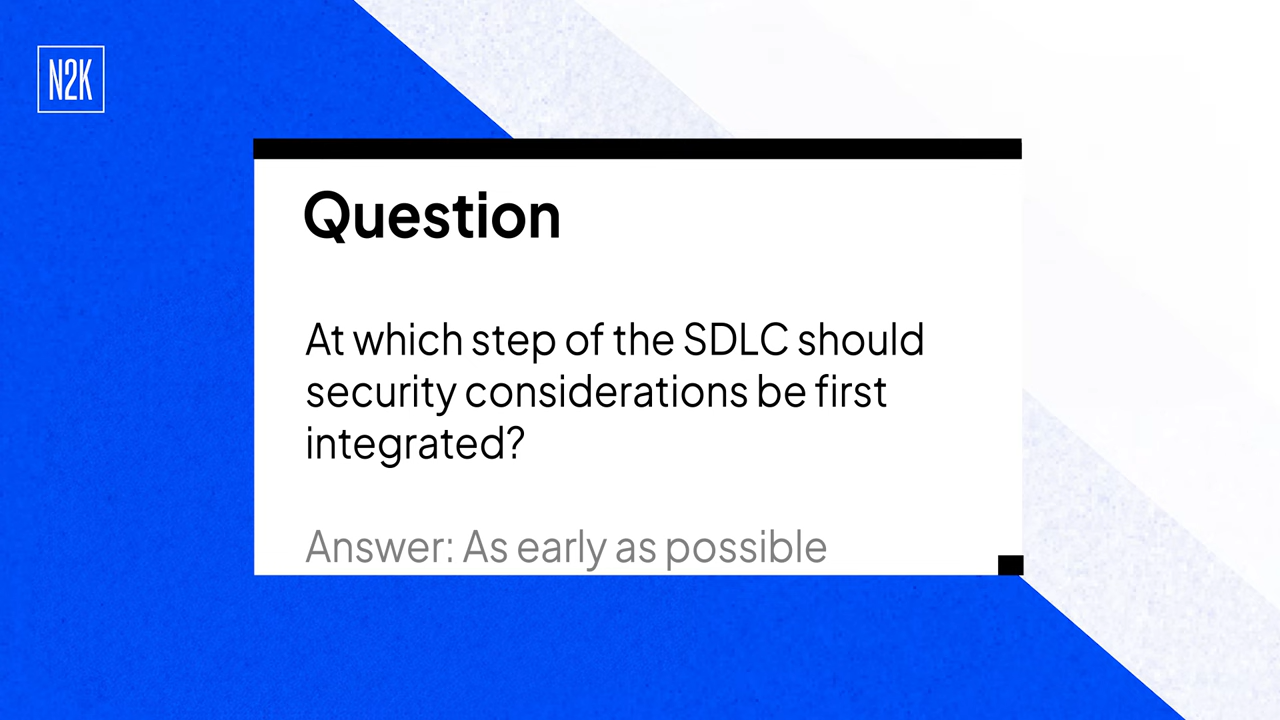 N2K
Question
At which step of the SDLC should
security considerations be first
integrated?
Answer: As early as possible